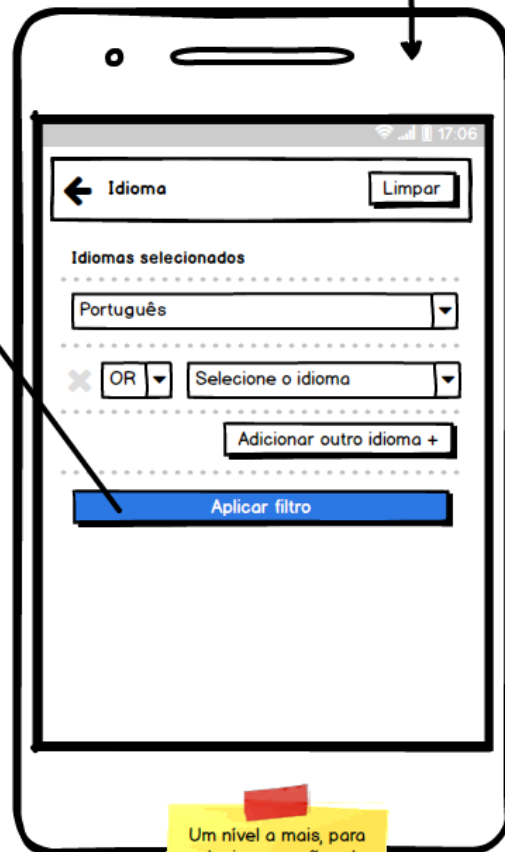 17:06
Idioma
Limpar
Idiomas selecionados
Português
OR
Selecione o idioma
Adicionar outro idioma +
Aplicar filtro
Um nível a mais, para